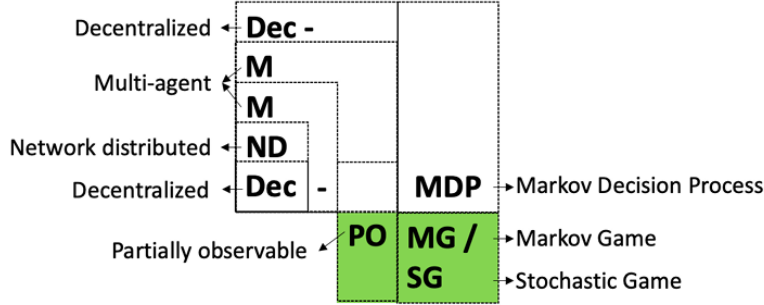 Decentralized Dec -
Multi-agent M
M
Network distributed ND
Decentralized Dec - MDP Markov Decision Process
Partially observable PO MG / Markov Game
SG Stochastic Game